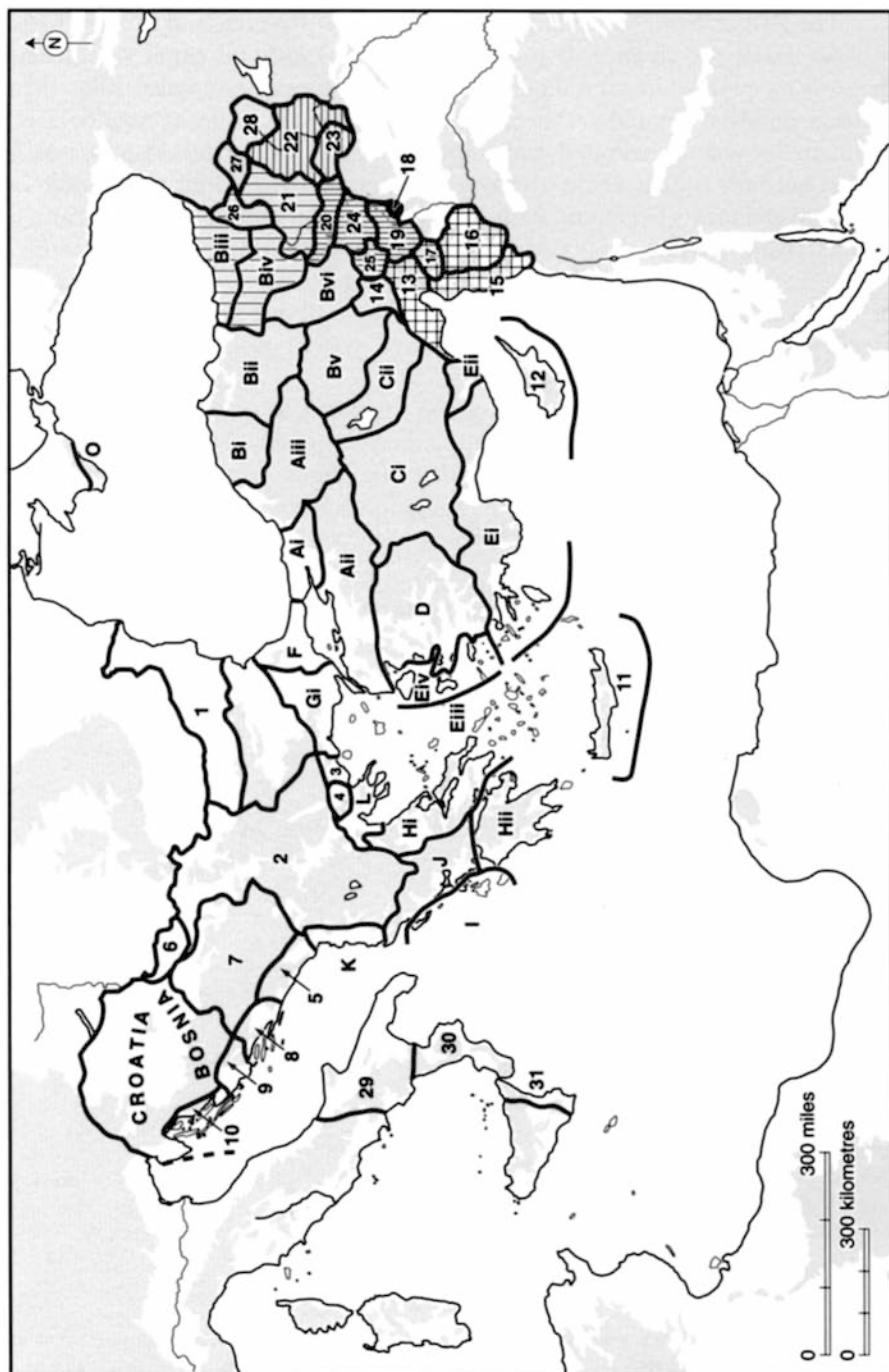 N
O
1
2
3
4
L
5
6
7
8
9
10
CROATIA
BOSNIA
K
J
I
Hi
Hii
Gi
F
Eiii
Eiv
11
D
Ai
Aii
Aiii
Bi
Bii
Biii
Biv
Bv
Bvi
Ci
Cii
Ei
Eii
12
13
14
15
16
17
18
19
20
21
22
23
24
25
26
27
28
29
30
31
0 300 miles
0 300 kilometres